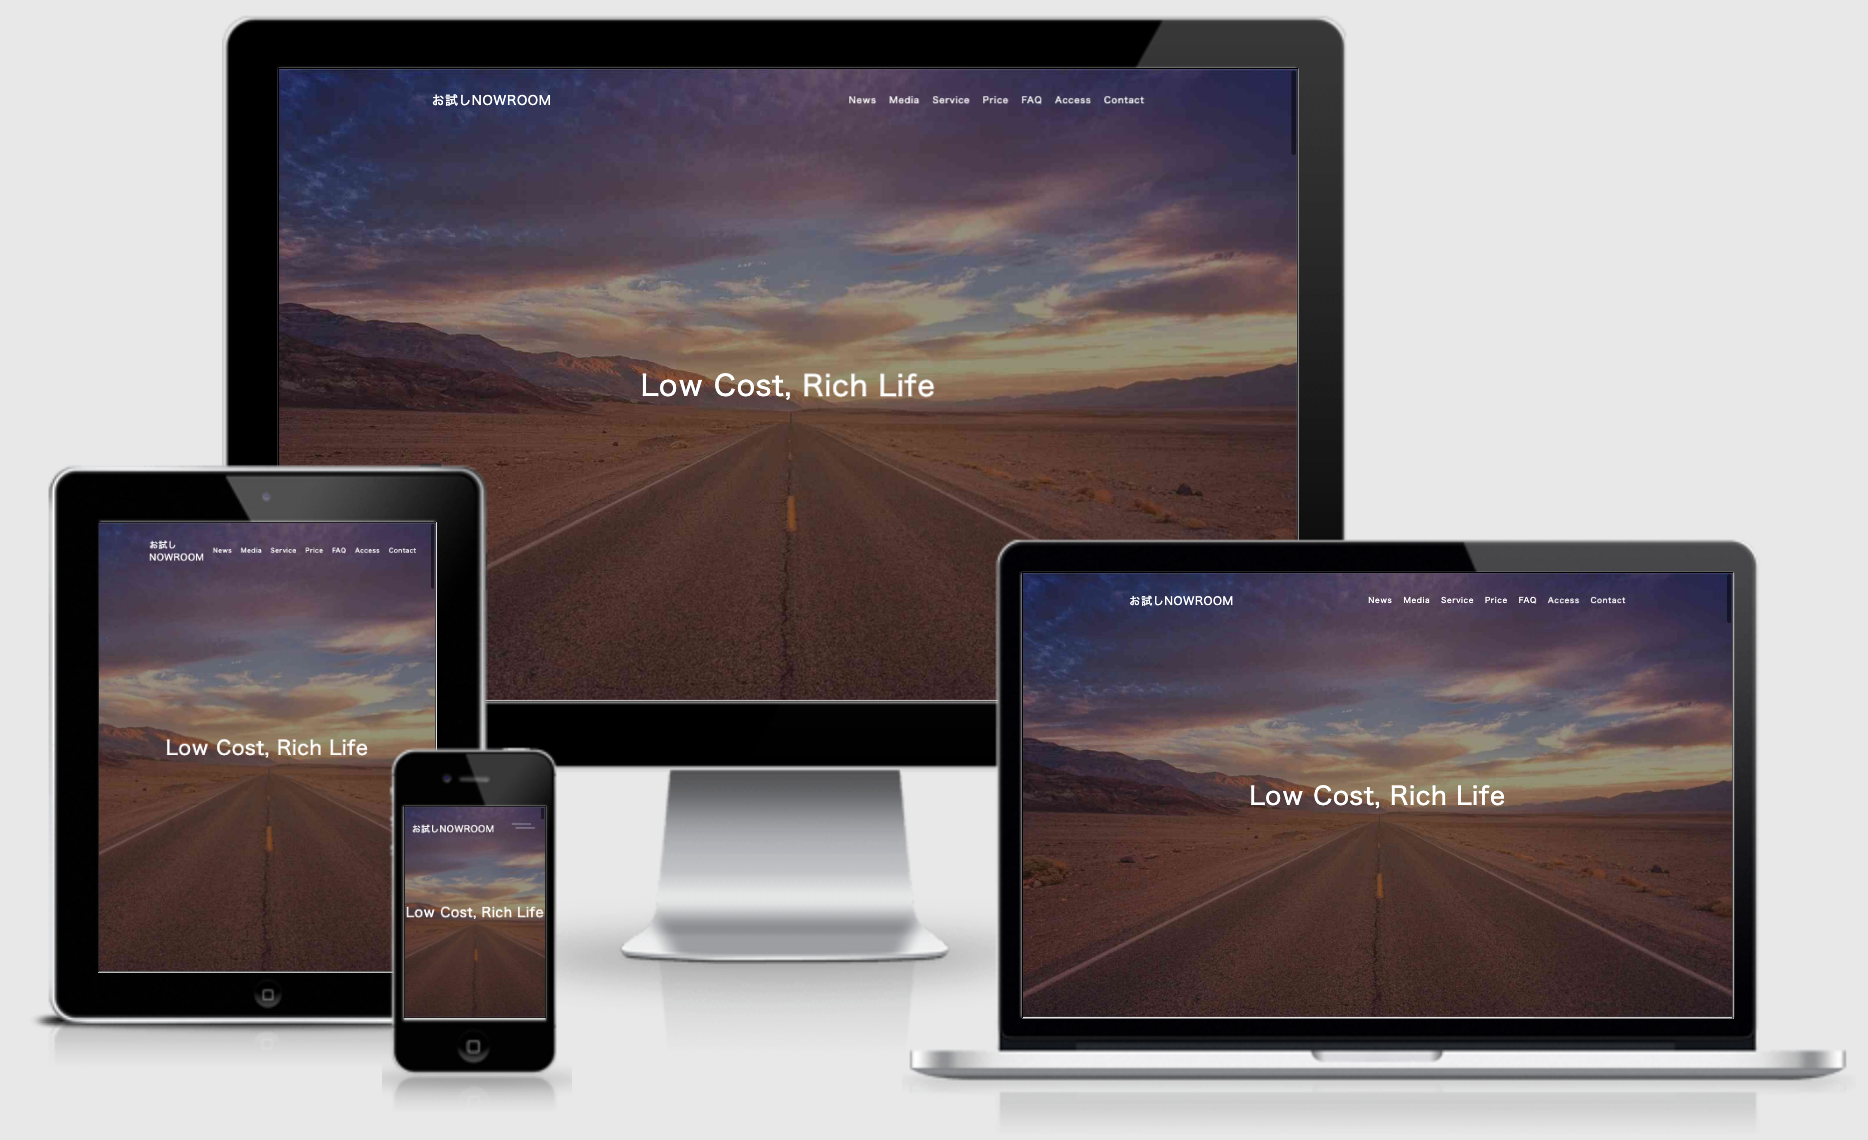 お試しNOWROOM News Media Service Price FAQ Access Contact
Low Cost, Rich Life
お試し
NOWROOM News Media Service Price FAQ Access Contact
Low Cost, Rich Life
お試しNOWROOM
Low Cost, Rich Life
お試しNOWROOM News Media Service Price FAQ Access Contact
Low Cost, Rich Life